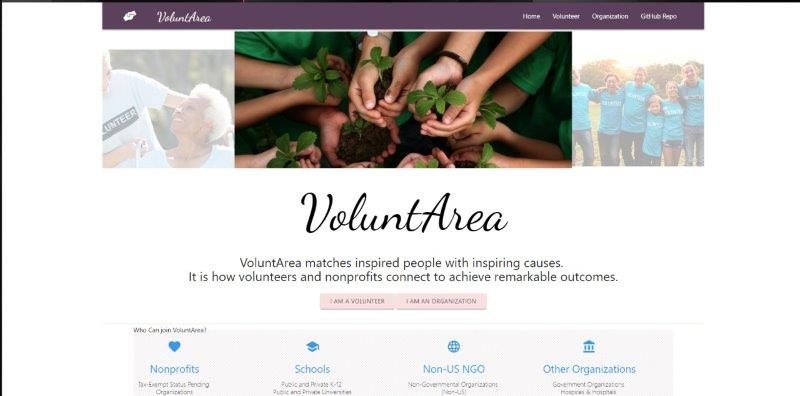 VoluntArea
Home Volunteer Organization GitHub Repo
VoluntArea
VoluntArea matches inspired people with inspiring causes.
It is how volunteers and nonprofits connect to achieve remarkable outcomes.
I AM A VOLUNTEER I AM AN ORGANIZATION
Who Can join VoluntArea?
Nonprofits
Tax-Exempt Status Pending
Organizations
Schools
Public and Private K-12
Public and Private Universities
Non-US NGO
Non-Governmental Organizations
(Non-US)
Other Organizations
Government Organizations
Hospices & Hospitals